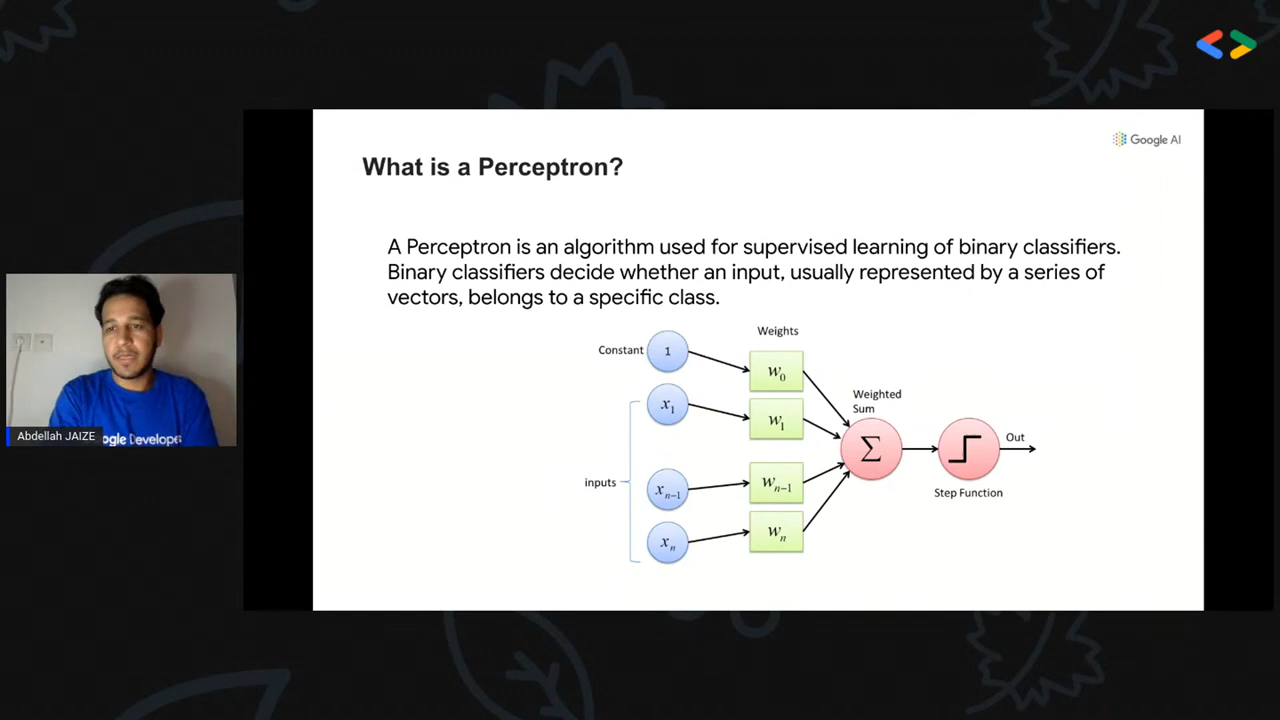 Google AI
What is a Perceptron?
A Perceptron is an algorithm used for supervised learning of binary classifiers.
Binary classifiers decide whether an input, usually represented by a series of
vectors, belongs to a specific class.
Weights
Constant
1
w0
x1
w1
Weighted
Sum
∑
Out
Step Function
inputs
xn−1
wn−1
xn
wn
ogle Develope
Abdellah JAIZE